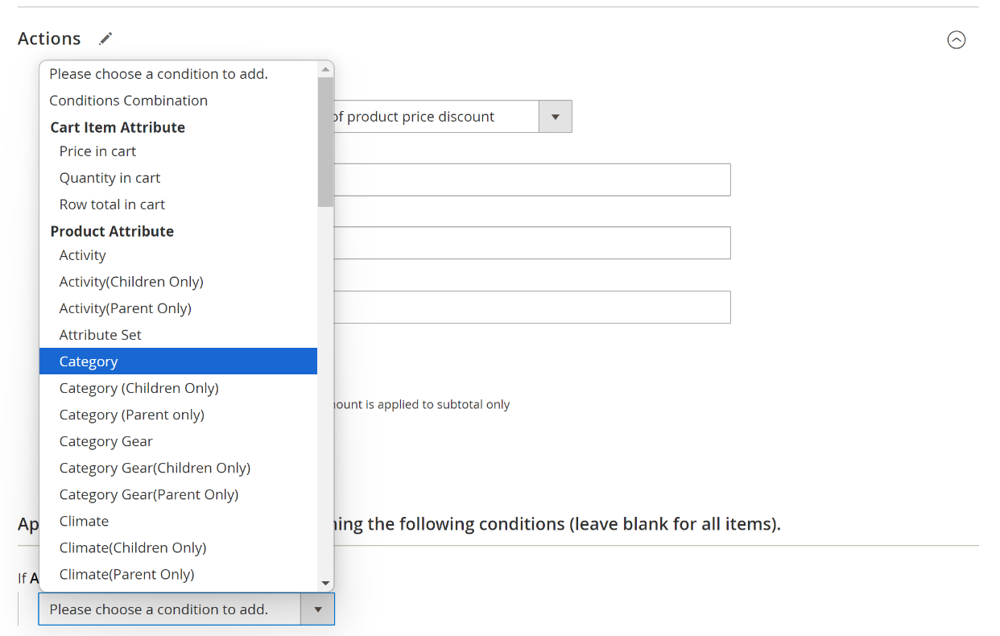 Actions
Please choose a condition to add.
Conditions Combination
of product price discount
Cart Item Attribute
Price in cart
Quantity in cart
Row total in cart
Product Attribute
Activity
Activity(Children Only)
Activity(Parent Only)
Attribute Set
Category
Category (Children Only)
Category (Parent only)
is applied to subtotal only
Category Gear
Category Gear(Children Only)
Category Gear(Parent Only)
Climate
Ap
the following conditions (leave blank for all items).
Climate(Children Only)
Climate(Parent Only)
If A
Please choose a condition to add.